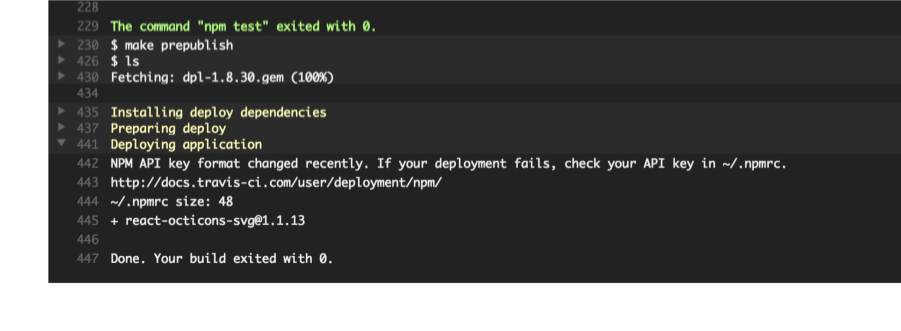 228
229 The command "npm test" exited with 0.
230 $ make prepublish
426 $ ls
430 Fetching: dpl-1.8.30.gem (100%)
434
435 Installing deploy dependencies
437 Preparing deploy
441 Deploying application
442 NPM API key format changed recently. If your deployment fails, check your API key in ~/.npmrc.
443 http://docs.travis-ci.com/user/deployment/npm/
444 ~/.npmrc size: 48
445 + react-octicons-svg@1.1.13
446
447 Done. Your build exited with 0.